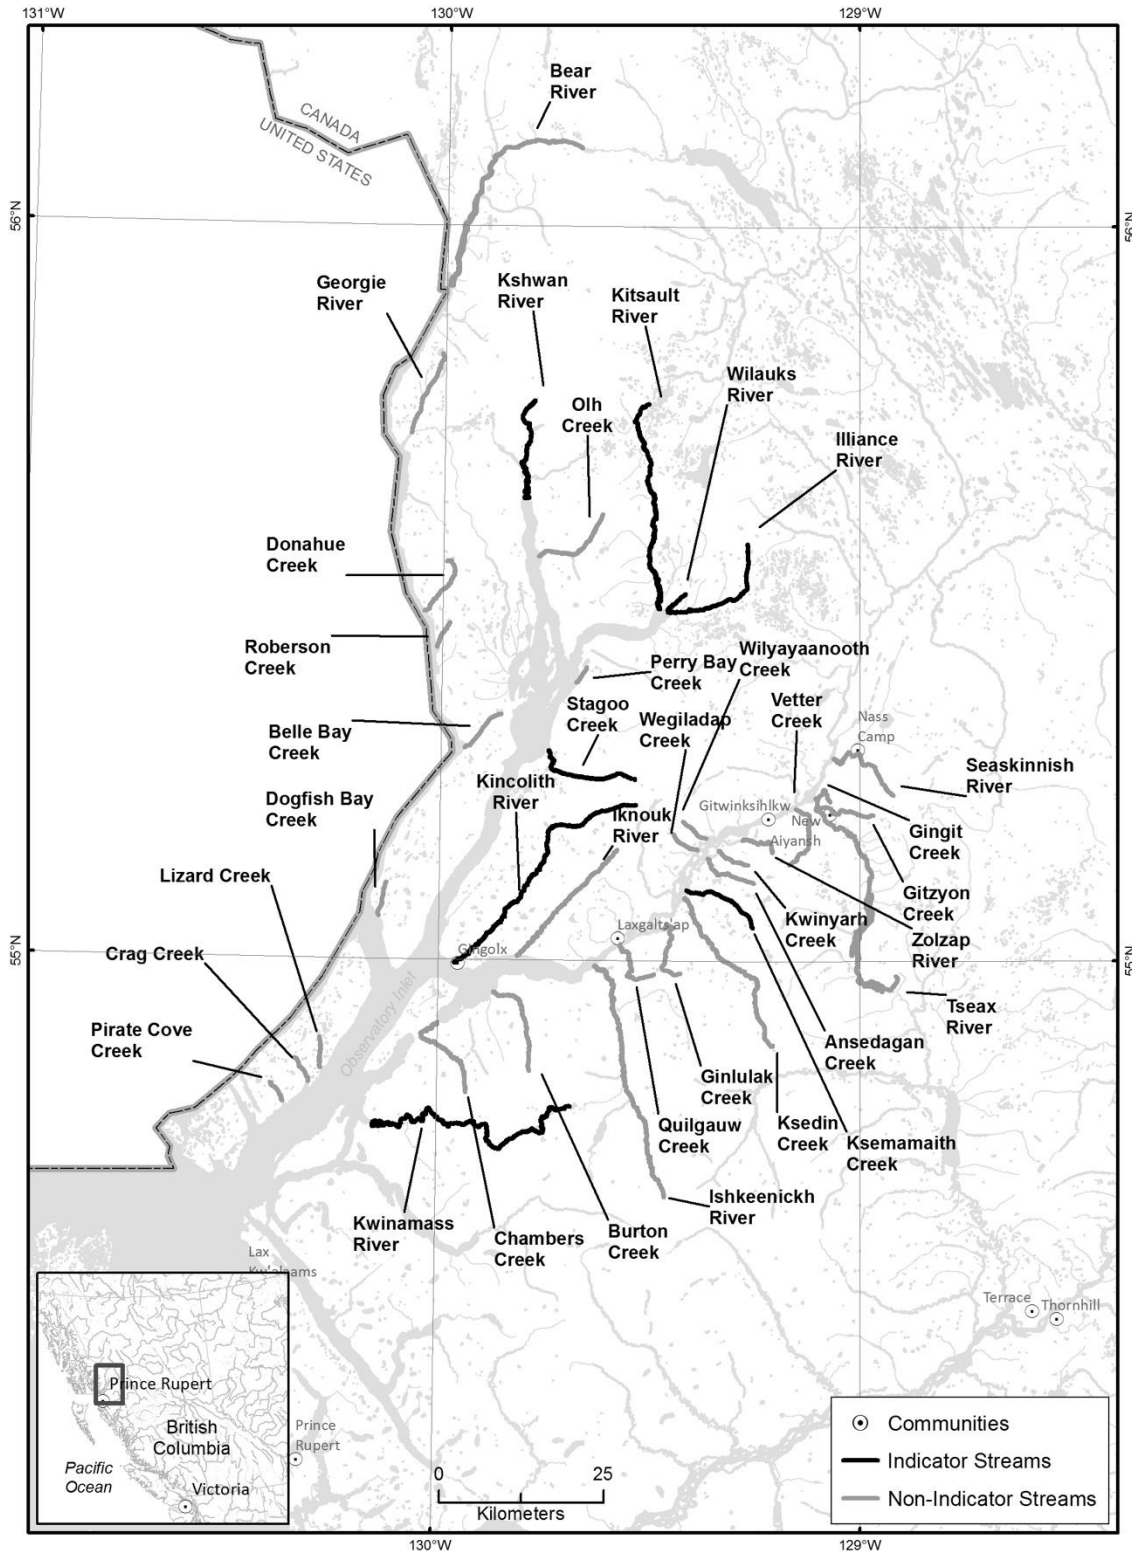 131°W
130°W
129°W
56°N
56°N
55°N
55°N
130°W
129°W
CANADA
UNITED STATES
Bear
River
Georgie
River
Kshwan
River
Kitsault
River
Wilauks
River
Olh
Creek
Illiance
River
Donahue
Creek
Roberson
Creek
Belle Bay
Creek
Perry Bay
Creek
Wilyayaanooth
Creek
Stagoo
Creek
Wegiladap
Creek
Vetter
Creek
Nass
Camp
Seaskinnish
River
Kincolith
River
Iknouk
River
Gitwinksihlkw
New
Aiyansh
Dogfish Bay
Creek
Gingit
Creek
Gitzyon
Creek
Lizard Creek
Kwinyarh
Creek
Zolzap
River
Laxgalts'ap
Gingolx
Crag Creek
Observatory Inlet
Tseax
River
Pirate Cove
Creek
Ansedagan
Creek
Ginlulak
Creek
Quilgauw
Creek
Ksedin
Creek
Ksemamaith
Creek
Ishkeenickh
River
Kwinamass
River
Chambers
Creek
Burton
Creek
Lax
Kw'alaams
Terrace
Thornhill
Prince
Rupert
Prince Rupert
British
Columbia
Pacific
Ocean
Victoria
0 25
Kilometers
Communities
Indicator Streams
Non-Indicator Streams